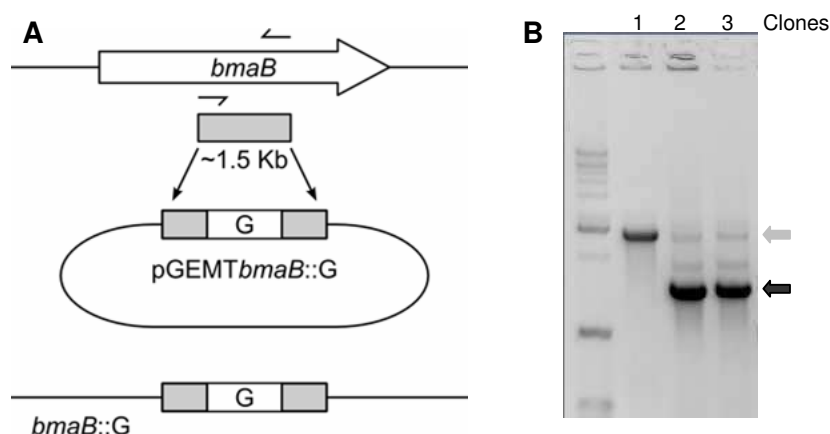 A
bmaB
~1.5 Kb
G
pGEMTbmaB::G
G
bmaB::G
B
1 2 3 Clones